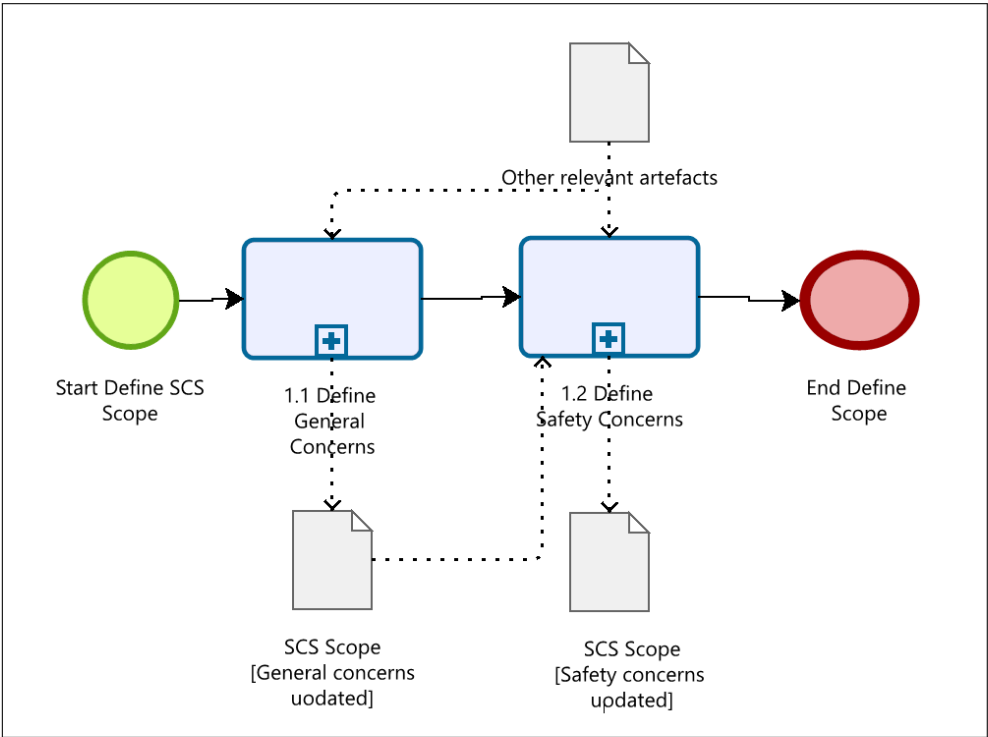 Other relevant artefacts
Start Define SCS
Scope
1.1 Define
General
Concerns
1.2 Define
Safety Concerns
End Define
Scope
SCS Scope
[General concerns
uodated]
SCS Scope
[Safety concerns
updated]